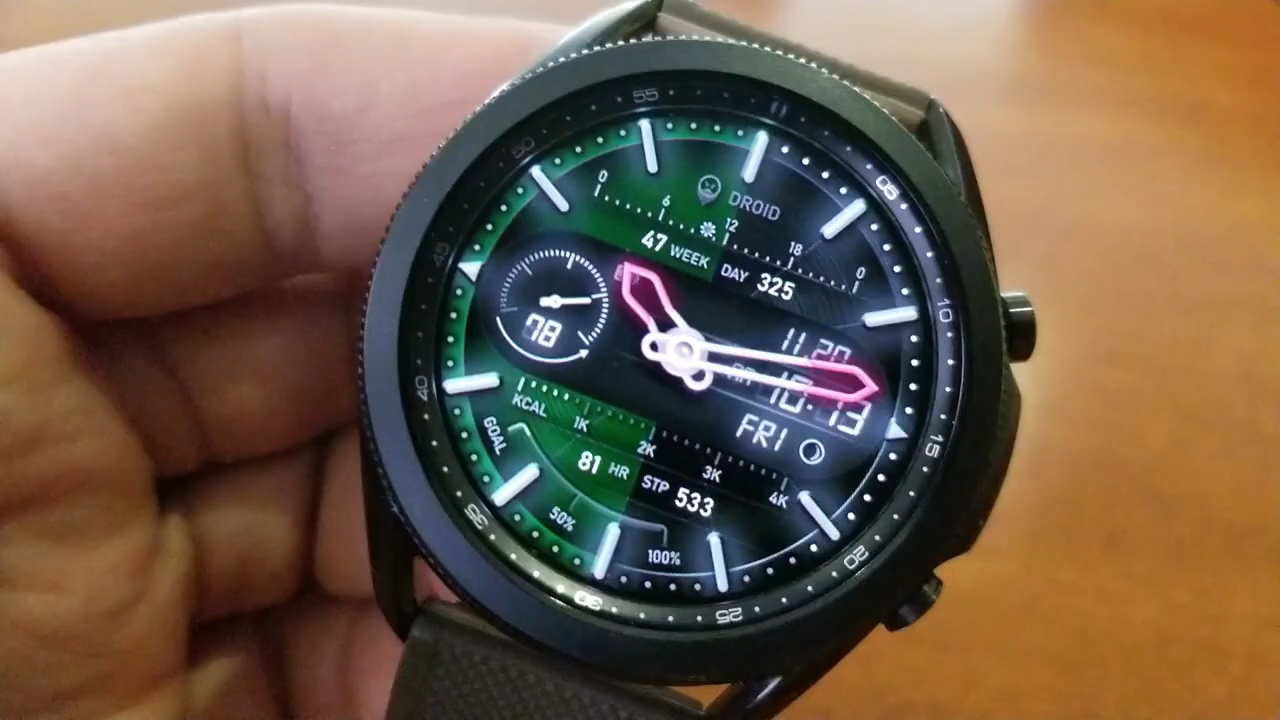 55
50
05
45
10
40
15
35
20
30
25
0
6
12
18
0
DROID
47 WEEK
DAY 325
78
11.20
10:13
FRI
KCAL
1K
2K
3K
4K
GOAL
81 HR
STP 533
50%
100%